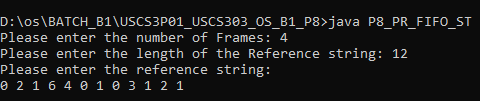 D:\os\BATCH_B1\USCS3P01_USCS303_OS_B1_P8>java P8_PR_FIFO_ST
Please enter the number of Frames: 4
Please enter the length of the Reference string: 12
Please enter the reference string:
0 2 1 6 4 0 1 0 3 1 2 1